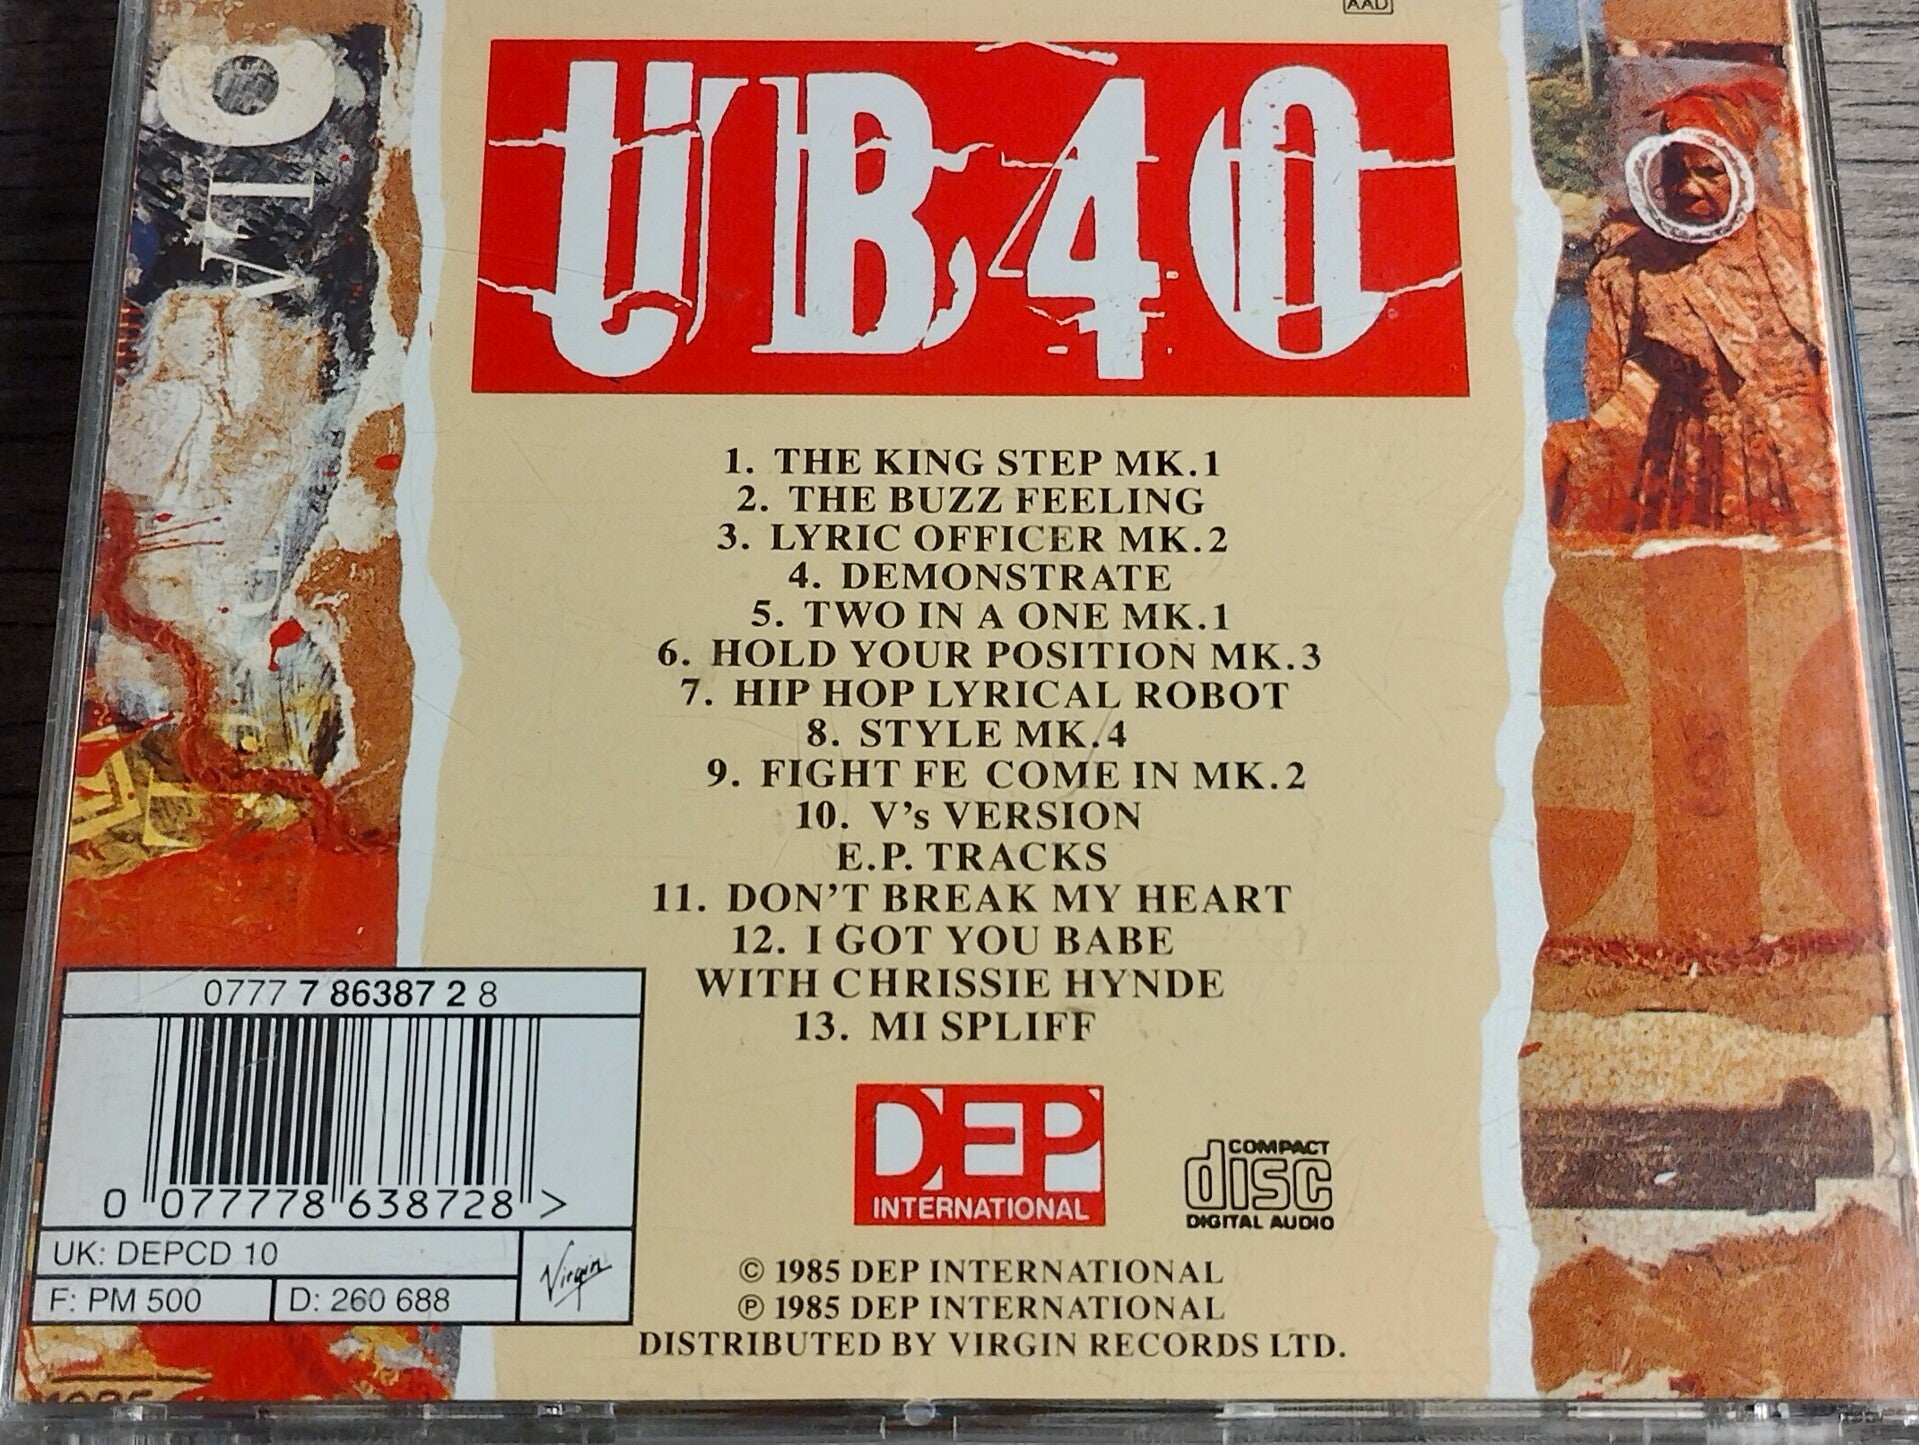 AAD
UB40
1. THE KING STEP MK.1
2. THE BUZZ FEELING
3. LYRIC OFFICER MK.2
4. DEMONSTRATE
5. TWO IN A ONE MK.1
6. HOLD YOUR POSITION MK.3
7. HIP HOP LYRICAL ROBOT
8. STYLE MK.4
9. FIGHT FE COME IN MK.2
10. V's VERSION
E.P. TRACKS
11. DON'T BREAK MY HEART
12. I GOT YOU BABE
WITH CHRISSIE HYNDE
13. MI SPLIFF
0777 7 86387 2 8
0 077778 638728 >
UK: DEPCD 10
F: PM 500
D: 260 688
Virgin
DEP
INTERNATIONAL
COMPACT
disc
DIGITAL AUDIO
© 1985 DEP INTERNATIONAL
℗ 1985 DEP INTERNATIONAL
DISTRIBUTED BY VIRGIN RECORDS LTD.